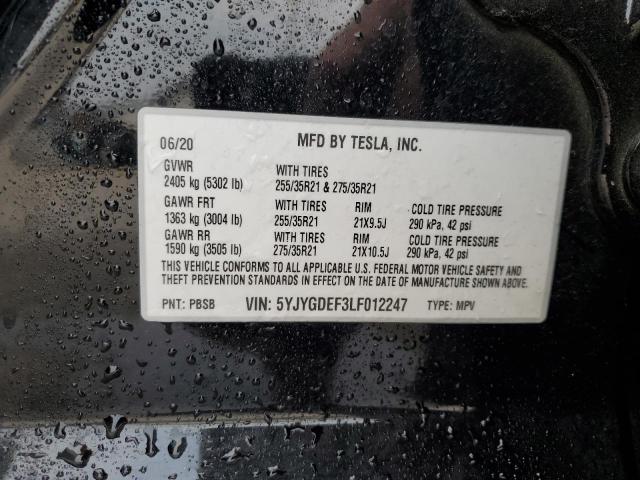 06/20 MFD BY TESLA, INC.
GVWR WITH TIRES
2405 kg (5302 lb) 255/35R21 & 275/35R21
GAWR FRT WITH TIRES RIM COLD TIRE PRESSURE
1363 kg (3004 lb) 255/35R21 21X9.5J 290 kPa, 42 psi
GAWR RR WITH TIRES RIM COLD TIRE PRESSURE
1590 kg (3505 lb) 275/35R21 21X10.5J 290 kPa, 42 psi
THIS VEHICLE CONFORMS TO ALL APPLICABLE U.S. FEDERAL MOTOR VEHICLE SAFETY AND
THEFT PREVENTION STANDARDS IN EFFECT ON THE DATE OF MANUFACTURE SHOWN ABOVE.
PNT: PBSB VIN: 5YJYGDEF3LF012247 TYPE: MPV